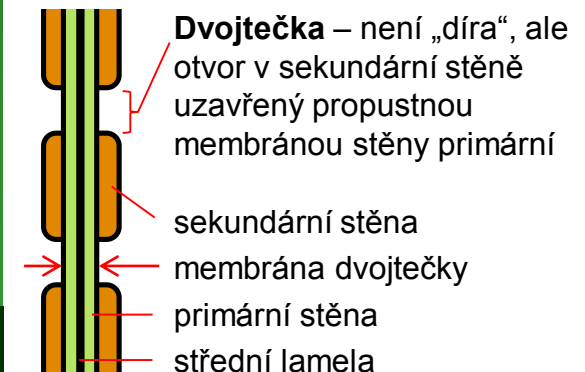 Dvojtečka – není „díra“, ale
otvor v sekundární stěně
uzavřený propustnou
membránou stěny primární
sekundární stěna
membrána dvojtečky
primární stěna
střední lamela